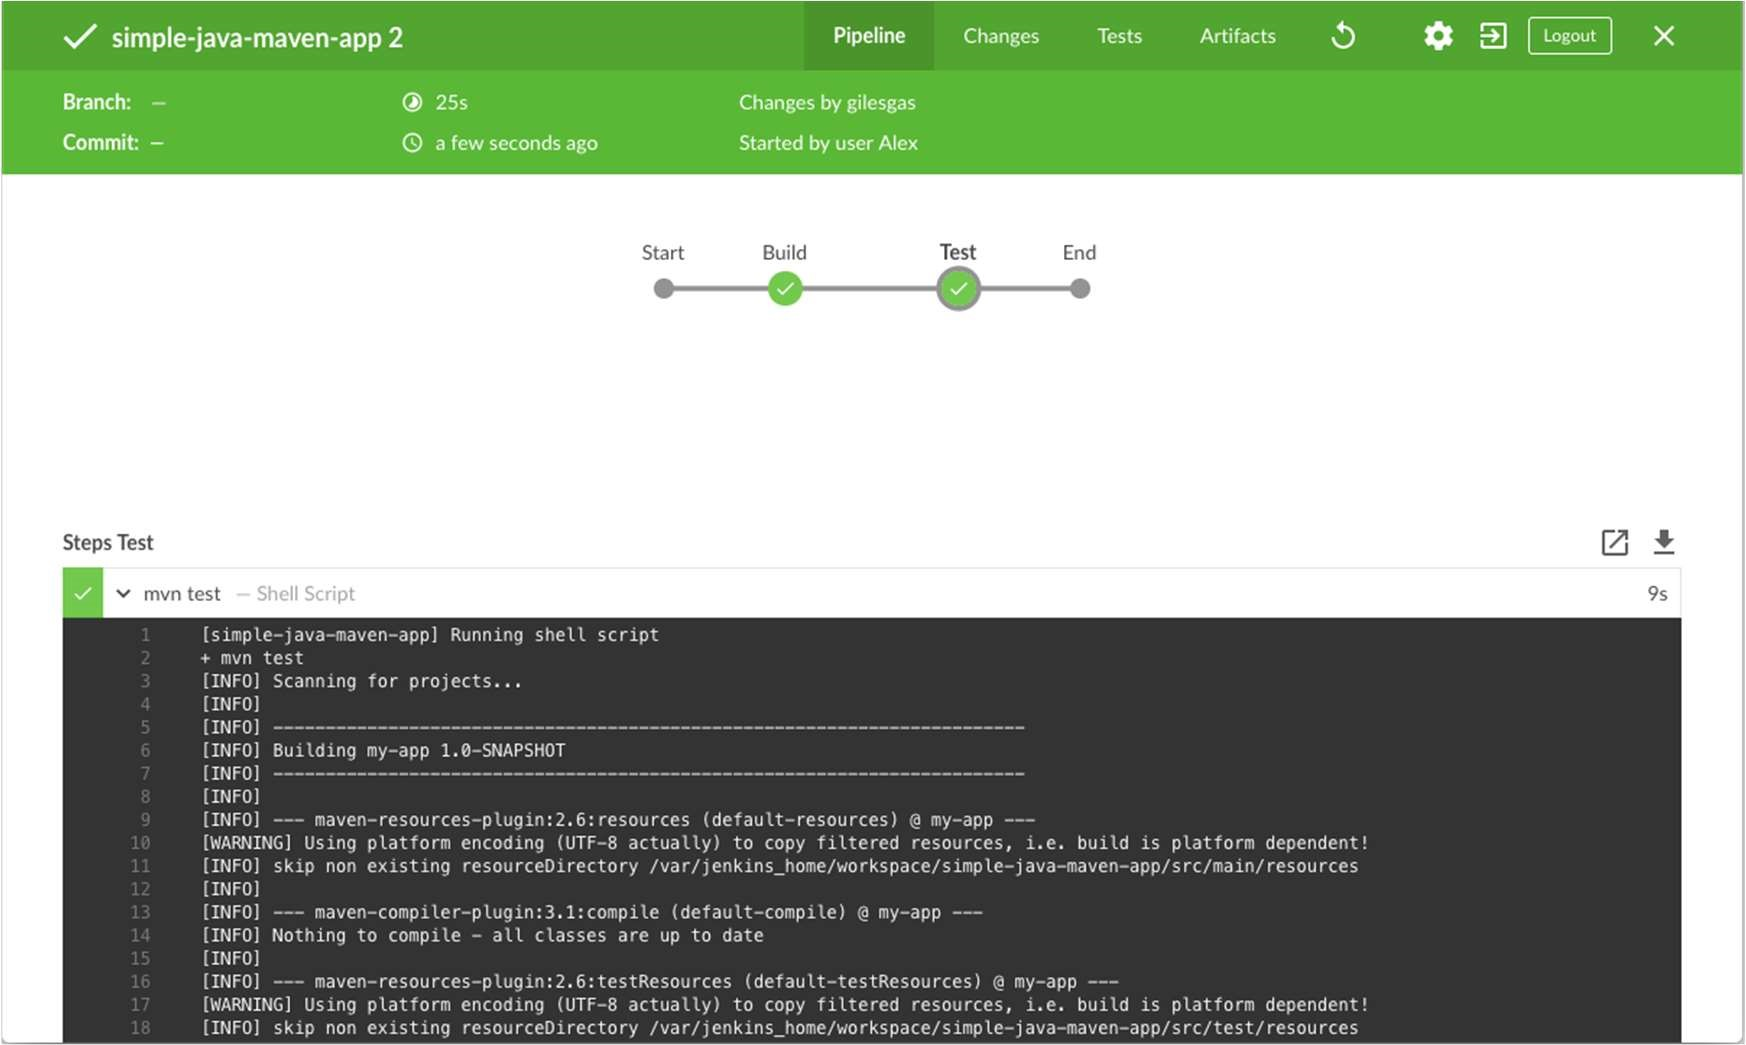 simple-java-maven-app 2
Pipeline
Changes
Tests
Artifacts
Logout
Branch: —
25s
Changes by gilesgas
Commit: —
a few seconds ago
Started by user Alex
Start
Build
Test
End
Steps Test
mvn test — Shell Script
9s
1 [simple-java-maven-app] Running shell script
2 + mvn test
3 [INFO] Scanning for projects...
4 [INFO]
5 [INFO] ------------------------------------------------------------------------
6 [INFO] Building my-app 1.0-SNAPSHOT
7 [INFO] ------------------------------------------------------------------------
8 [INFO]
9 [INFO] --- maven-resources-plugin:2.6:resources (default-resources) @ my-app ---
10 [WARNING] Using platform encoding (UTF-8 actually) to copy filtered resources, i.e. build is platform dependent!
11 [INFO] skip non existing resourceDirectory /var/jenkins_home/workspace/simple-java-maven-app/src/main/resources
12 [INFO]
13 [INFO] --- maven-compiler-plugin:3.1:compile (default-compile) @ my-app ---
14 [INFO] Nothing to compile - all classes are up to date
15 [INFO]
16 [INFO] --- maven-resources-plugin:2.6:testResources (default-testResources) @ my-app ---
17 [WARNING] Using platform encoding (UTF-8 actually) to copy filtered resources, i.e. build is platform dependent!
18 [INFO] skip non existing resourceDirectory /var/jenkins_home/workspace/simple-java-maven-app/src/test/resources